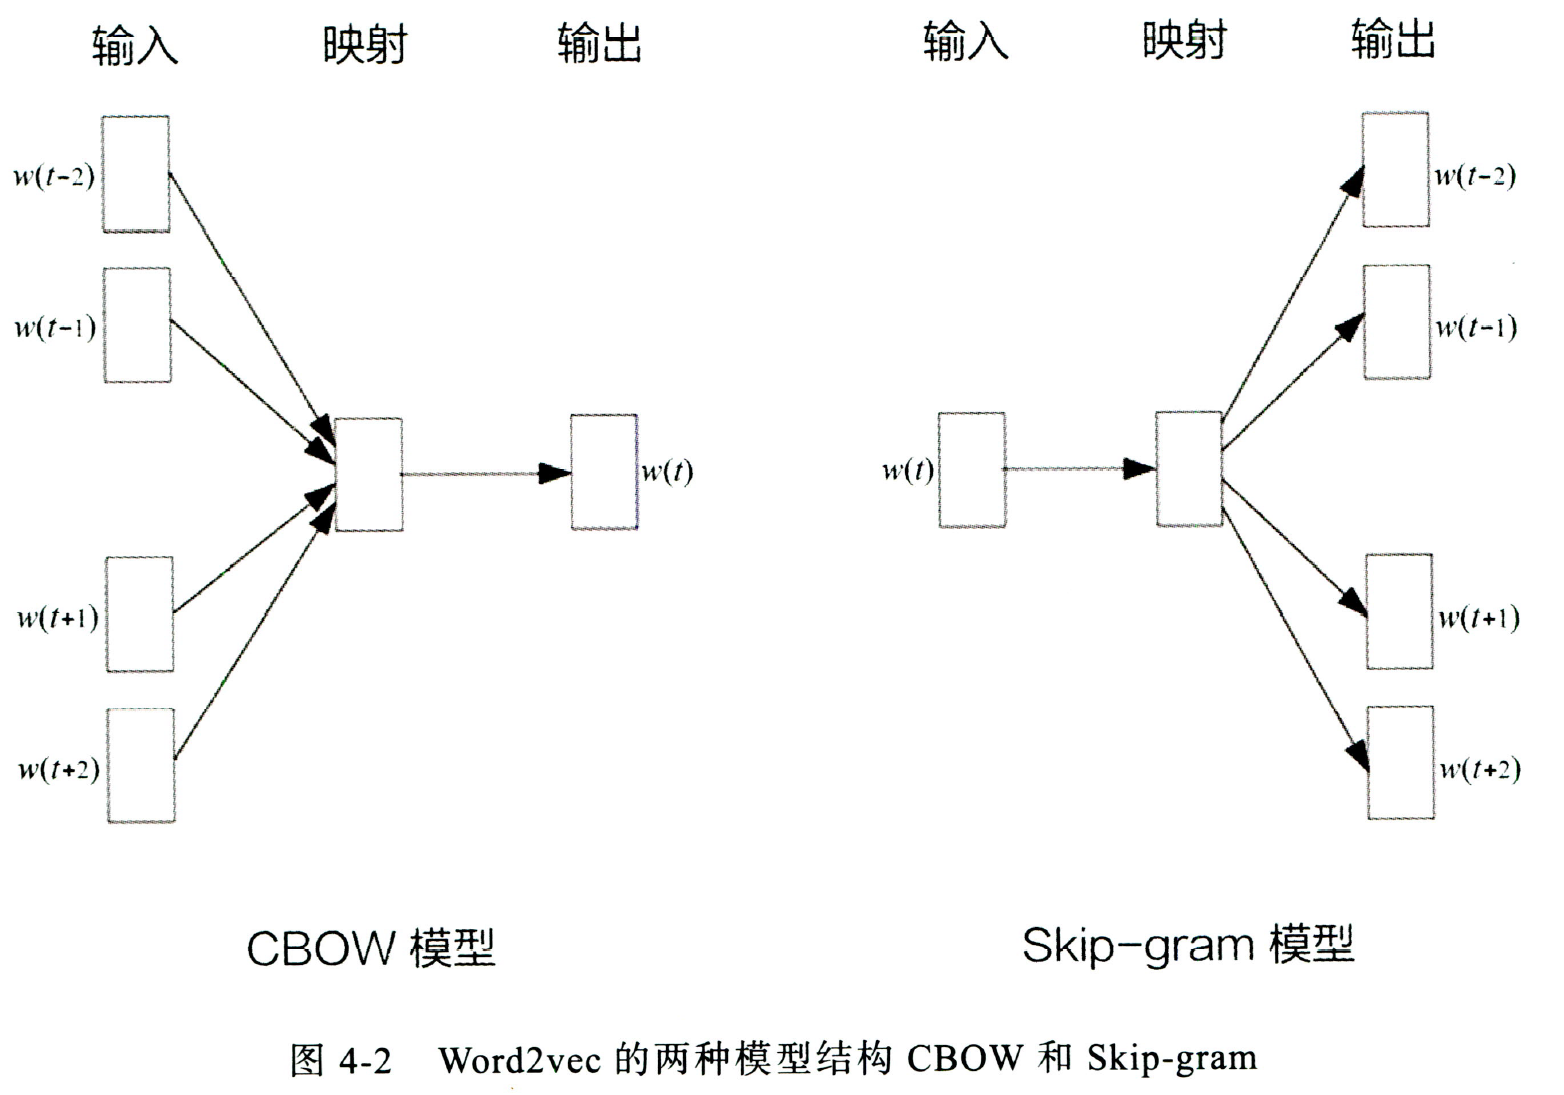 输入 映射 输出 输入 映射 输出
w(t-2) w(t-2)
w(t-1) w(t-1)
w(t) w(t)
w(t+1) w(t+1)
w(t+2) w(t+2)
CBOW 模型 Skip-gram 模型
图 4-2 Word2vec 的两种模型结构 CBOW 和 Skip-gram